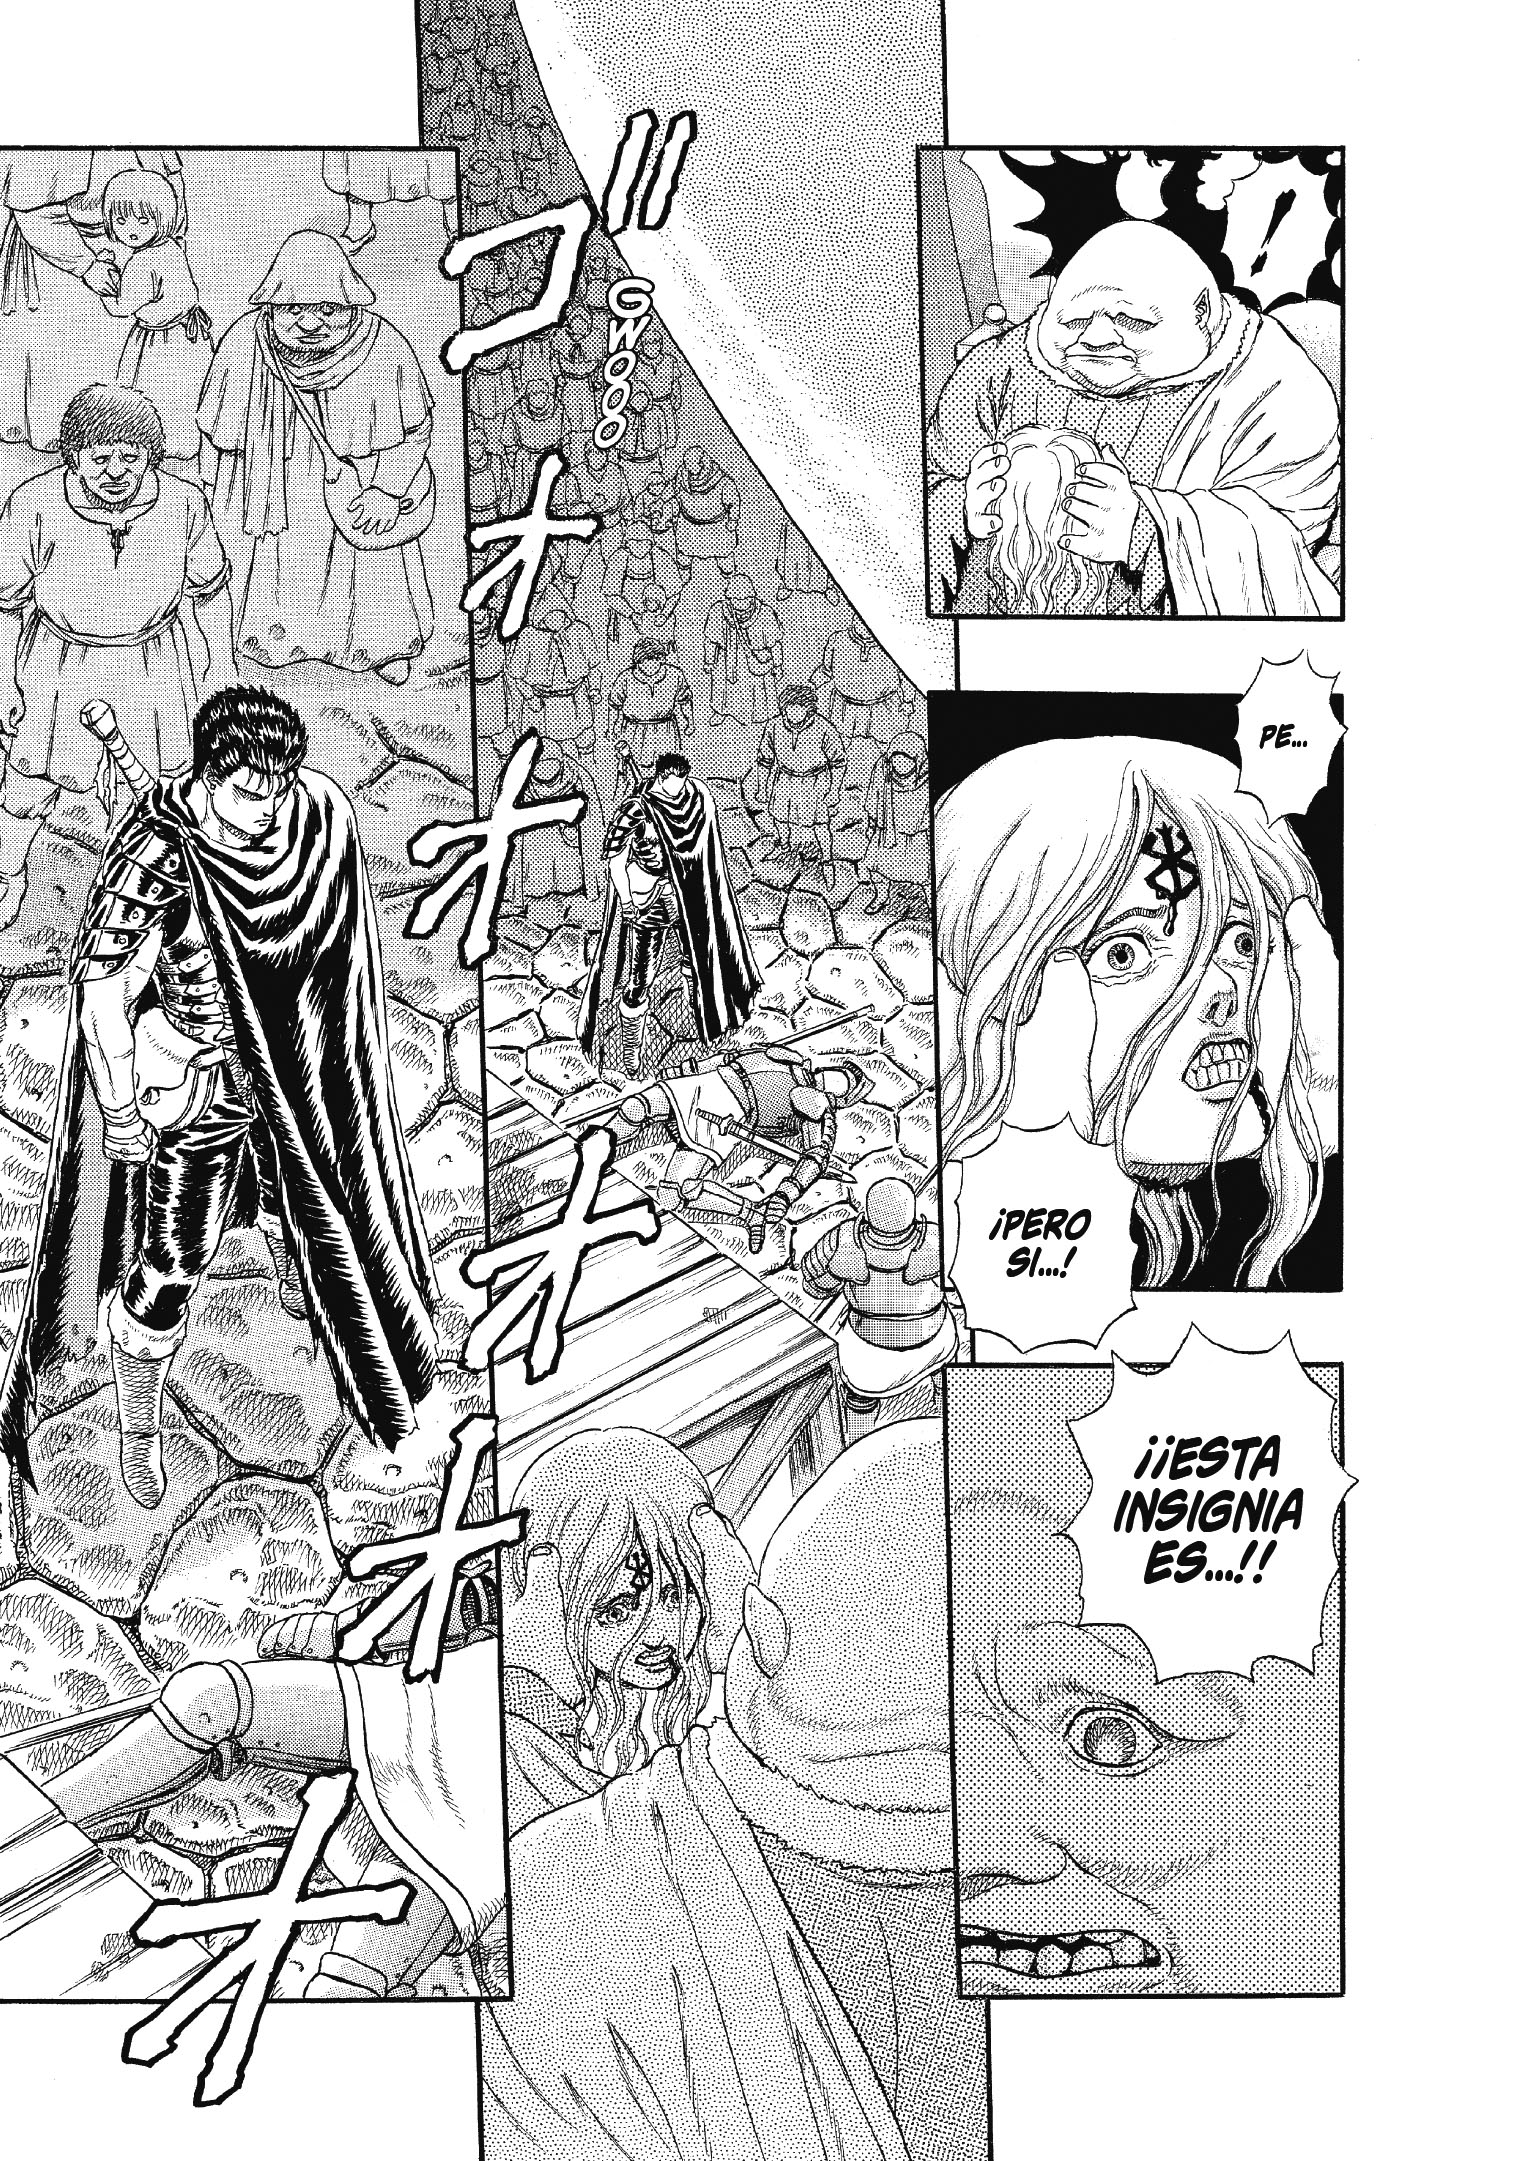 !
PE...
¡PERO
SI...!
¡¡ESTA
INSIGNIA
ES...!!
GWOOO
ゴオオオオオ!!